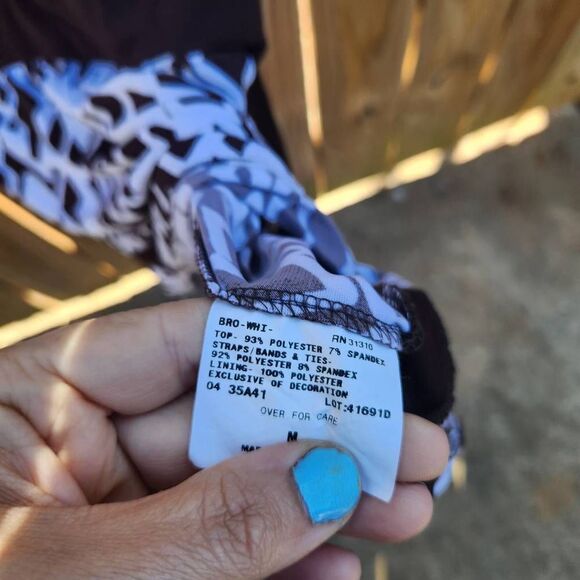 BRO-WHI- RN 31310
TOP- 93% POLYESTER 7% SPANDEX
STRAPS/BANDS & TIES-
92% POLYESTER 8% SPANDEX
LINING- 100% POLYESTER
EXCLUSIVE OF DECORATION
04 35A41 LOT:41691D
OVER FOR CARE
M